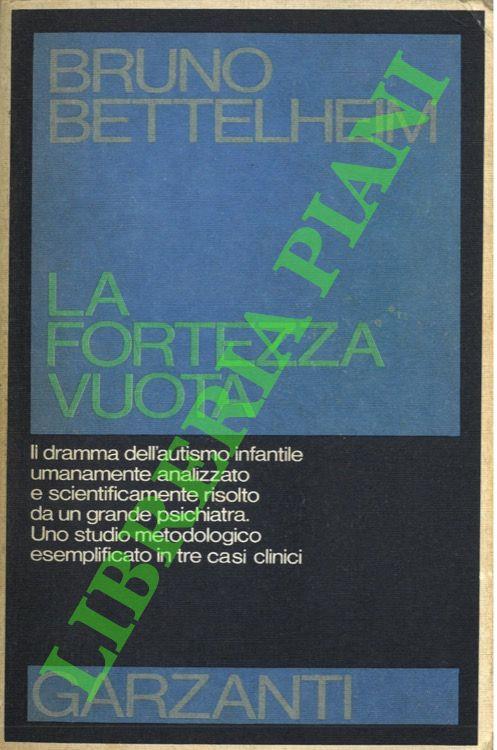 BRUNO
BETTELHEIM
LA
FORTEZZA
VUOTA
Il dramma dell'autismo infantile
umanamente analizzato
e scientificamente risolto
da un grande psichiatra.
Uno studio metodologico
esemplificato in tre casi clinici
GARZANTI
LIBRERIA PIANI